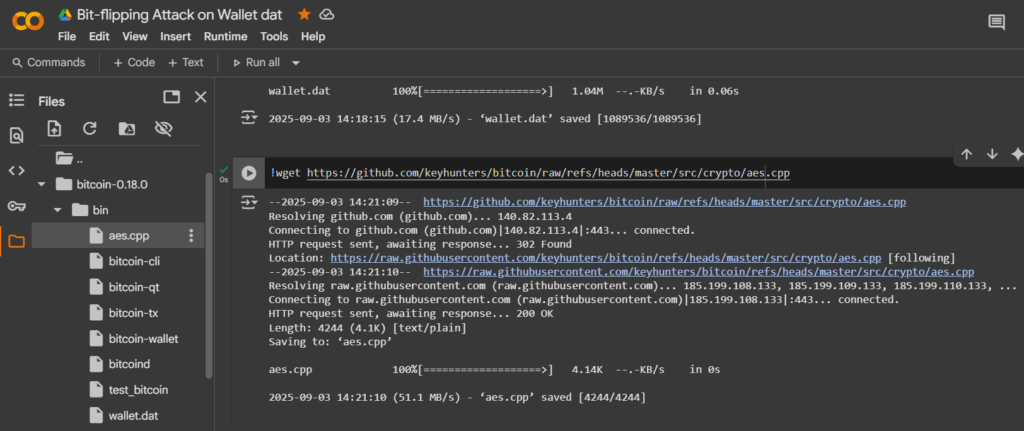 Bit-flipping Attack on Wallet dat
File Edit View Insert Runtime Tools Help
Commands + Code + Text Run all
Files
..
bitcoin-0.18.0
bin
aes.cpp
bitcoin-cli
bitcoin-qt
bitcoin-tx
bitcoin-wallet
bitcoind
test_bitcoin
wallet.dat
wallet.dat 100%[===================>] 1.04M --.-KB/s in 0.06s
2025-09-03 14:18:15 (17.4 MB/s) - ‘wallet.dat’ saved [1089536/1089536]
0s
!wget https://github.com/keyhunters/bitcoin/raw/refs/heads/master/src/crypto/aes.cpp
--2025-09-03 14:21:09-- https://github.com/keyhunters/bitcoin/raw/refs/heads/master/src/crypto/aes.cpp
Resolving github.com (github.com)... 140.82.113.4
Connecting to github.com (github.com)|140.82.113.4|:443... connected.
HTTP request sent, awaiting response... 302 Found
Location: https://raw.githubusercontent.com/keyhunters/bitcoin/refs/heads/master/src/crypto/aes.cpp [following]
--2025-09-03 14:21:10-- https://raw.githubusercontent.com/keyhunters/bitcoin/refs/heads/master/src/crypto/aes.cpp
Resolving raw.githubusercontent.com (raw.githubusercontent.com)... 185.199.108.133, 185.199.109.133, 185.199.110.133, ...
Connecting to raw.githubusercontent.com (raw.githubusercontent.com)|185.199.108.133|:443... connected.
HTTP request sent, awaiting response... 200 OK
Length: 4244 (4.1K) [text/plain]
Saving to: ‘aes.cpp’
aes.cpp 100%[===================>] 4.14K --.-KB/s in 0s
2025-09-03 14:21:10 (51.1 MB/s) - ‘aes.cpp’ saved [4244/4244]